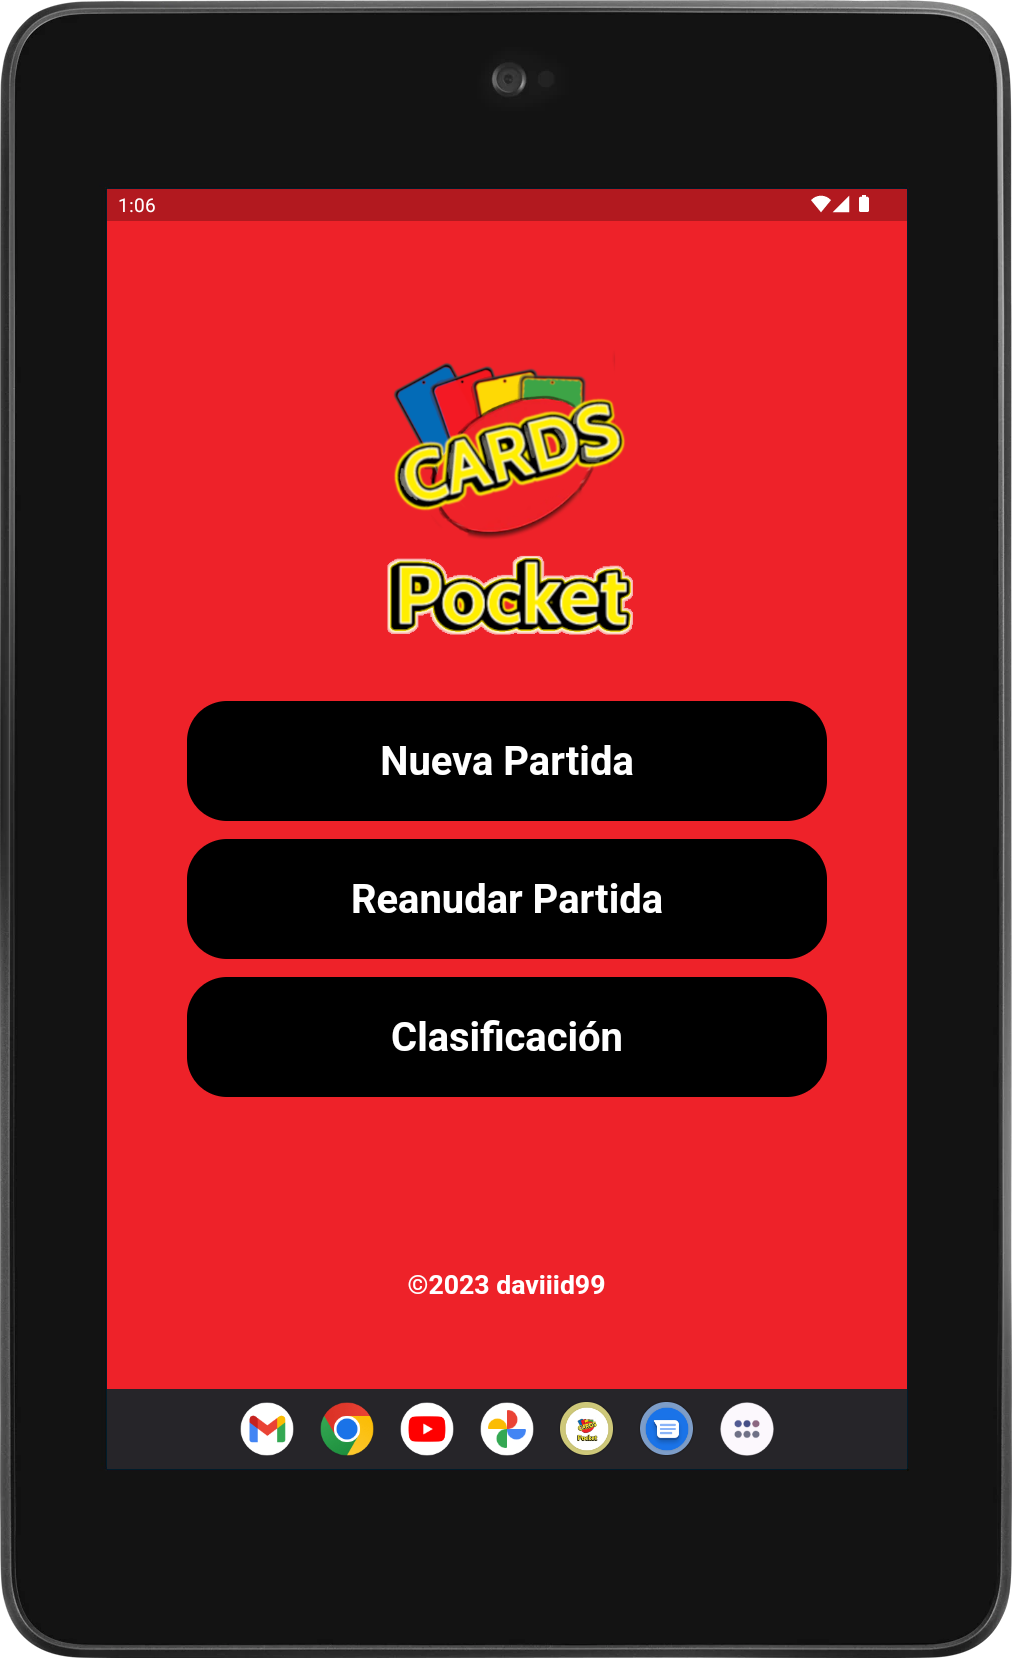 1:06
CARDS
Pocket
Nueva Partida
Reanudar Partida
Clasificación
©2023 daviiid99